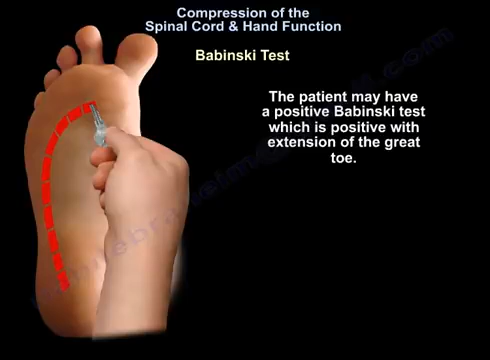 Compression of the
Spinal Cord & Hand Function
Babinski Test
The patient may have
a positive Babinski test
which is positive with
extension of the great
toe.